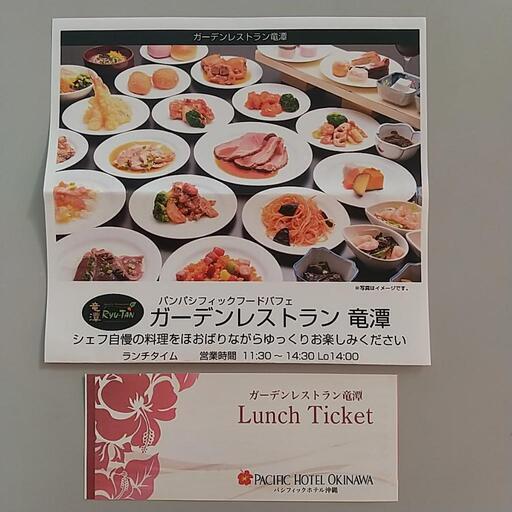 ガーデンレストラン竜潭
※写真はイメージです。
竜潭
RYU-TAN
パンパシフィックフードパフェ
ガーデンレストラン 竜潭
シェフ自慢の料理をほおばりながらゆっくりお楽しみください
ランチタイム 営業時間 11:30～14:30 Lo14:00
ガーデンレストラン竜潭
Lunch Ticket
PACIFIC HOTEL OKINAWA
パシフィックホテル沖縄